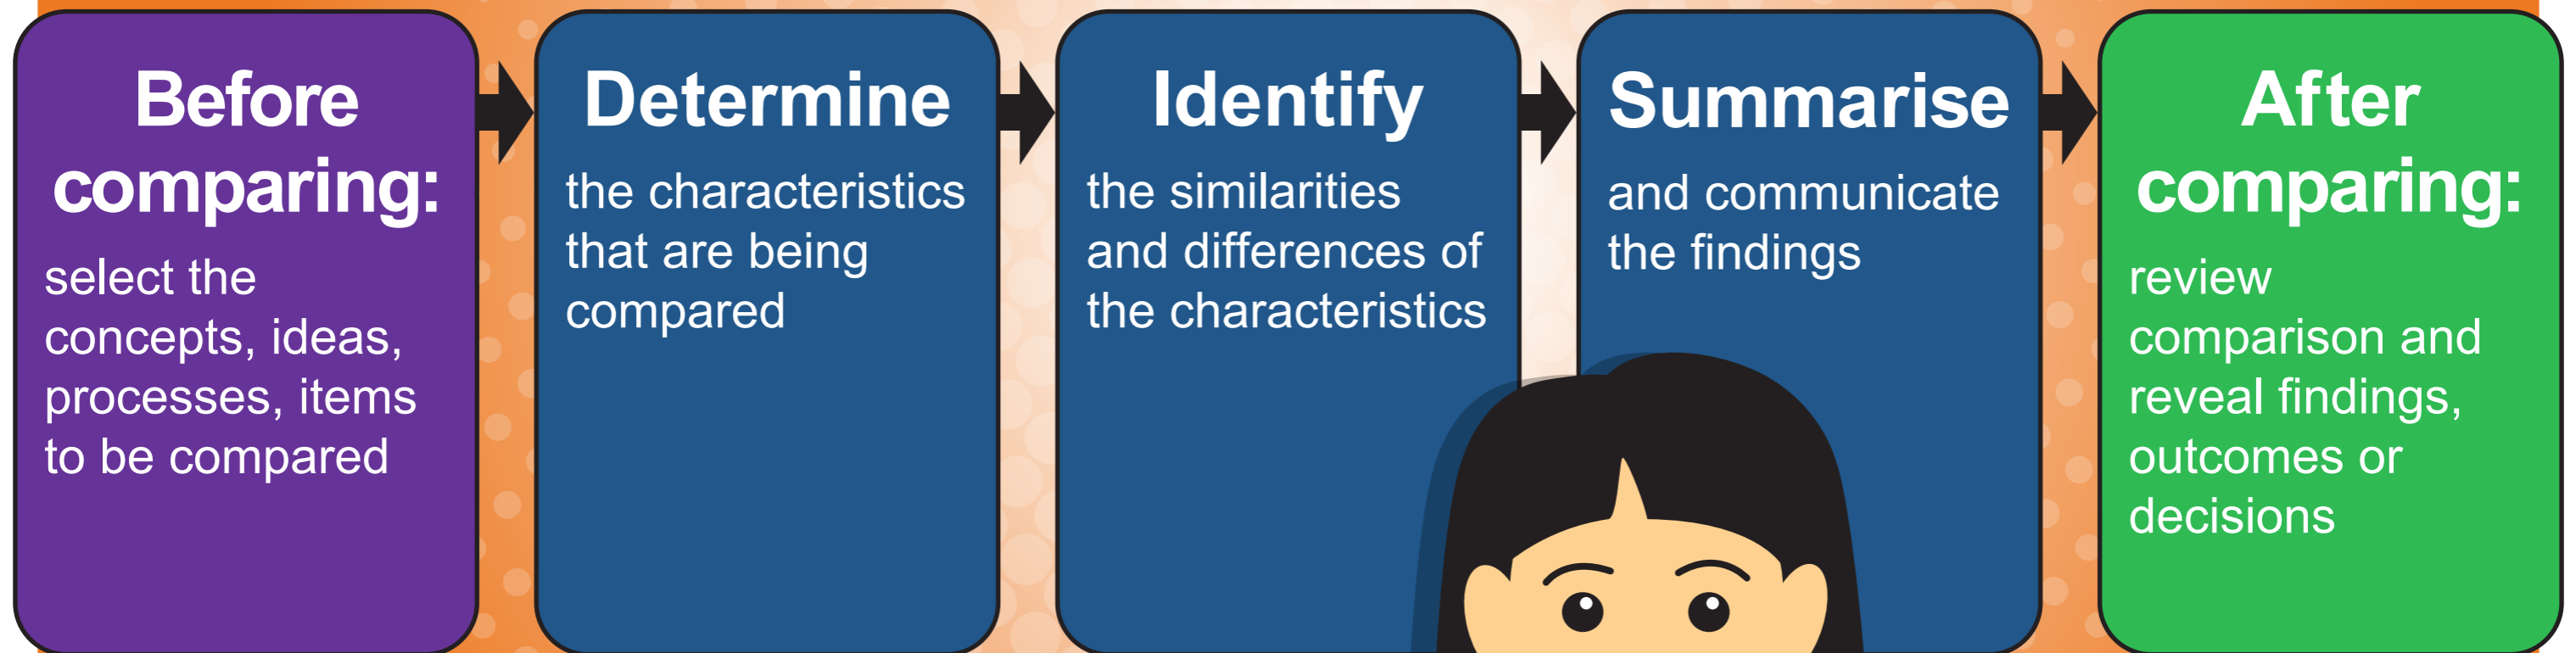 Before
comparing:
select the
concepts, ideas,
processes, items
to be compared
Determine
the characteristics
that are being
compared
Identify
the similarities
and differences of
the characteristics
Summarise
and communicate
the findings
After
comparing:
review
comparison and
reveal findings,
outcomes or
decisions